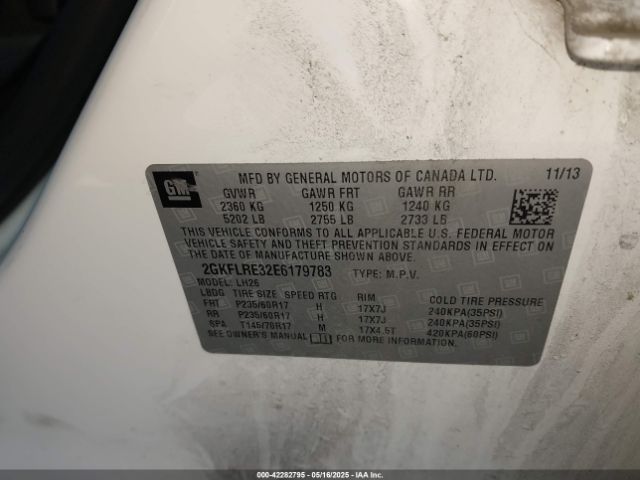 GM
MFD BY GENERAL MOTORS OF CANADA LTD. 11/13
GVWR GAWR FRT GAWR RR
2360 KG 1250 KG 1240 KG
5202 LB 2755 LB 2733 LB
THIS VEHICLE CONFORMS TO ALL APPLICABLE U.S. FEDERAL MOTOR
VEHICLE SAFETY AND THEFT PREVENTION STANDARDS IN EFFECT ON
THE DATE OF MANUFACTURE SHOWN ABOVE.
2GKFLRE32E6179783 TYPE: M.P.V.
MODEL: LH26
LBDG TIRE SIZE SPEED RTG RIM COLD TIRE PRESSURE
FRT P235/60R17 H 17X7J 240KPA(35PSI)
RR P235/60R17 H 17X7J 240KPA(35PSI)
SPA T145/70R17 M 17X4.5T 420KPA(60PSI)
SEE OWNER'S MANUAL FOR MORE INFORMATION.
000-42282795 - 05/16/2025 - IAA Holdings, LLC, Copyright